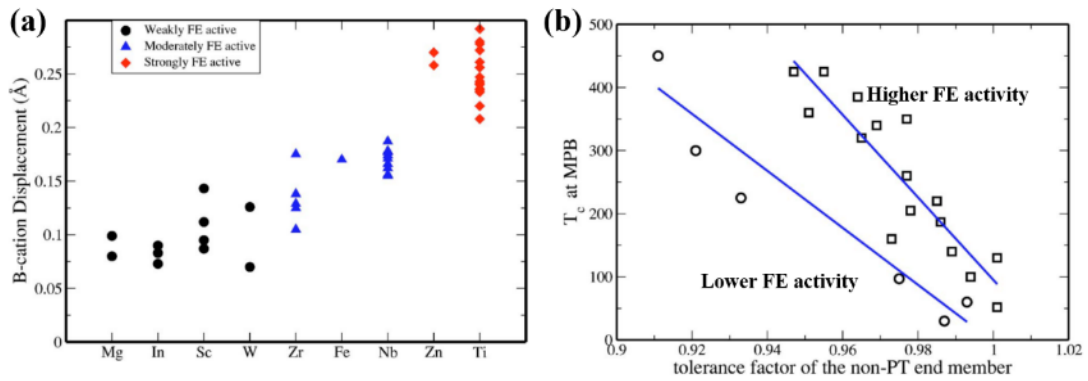 (a)
Weakly FE active
Moderately FE active
Strongly FE active
B-cation Displacement (Å)
0.25
0.2
0.15
0.1
0.05
0
Mg In Sc W Zr Fe Nb Zn Ti
(b)
500
400
300
200
100
0
T_c at MPB
Higher FE activity
Lower FE activity
0.9 0.92 0.94 0.96 0.98 1 1.02
tolerance factor of the non-PT end member